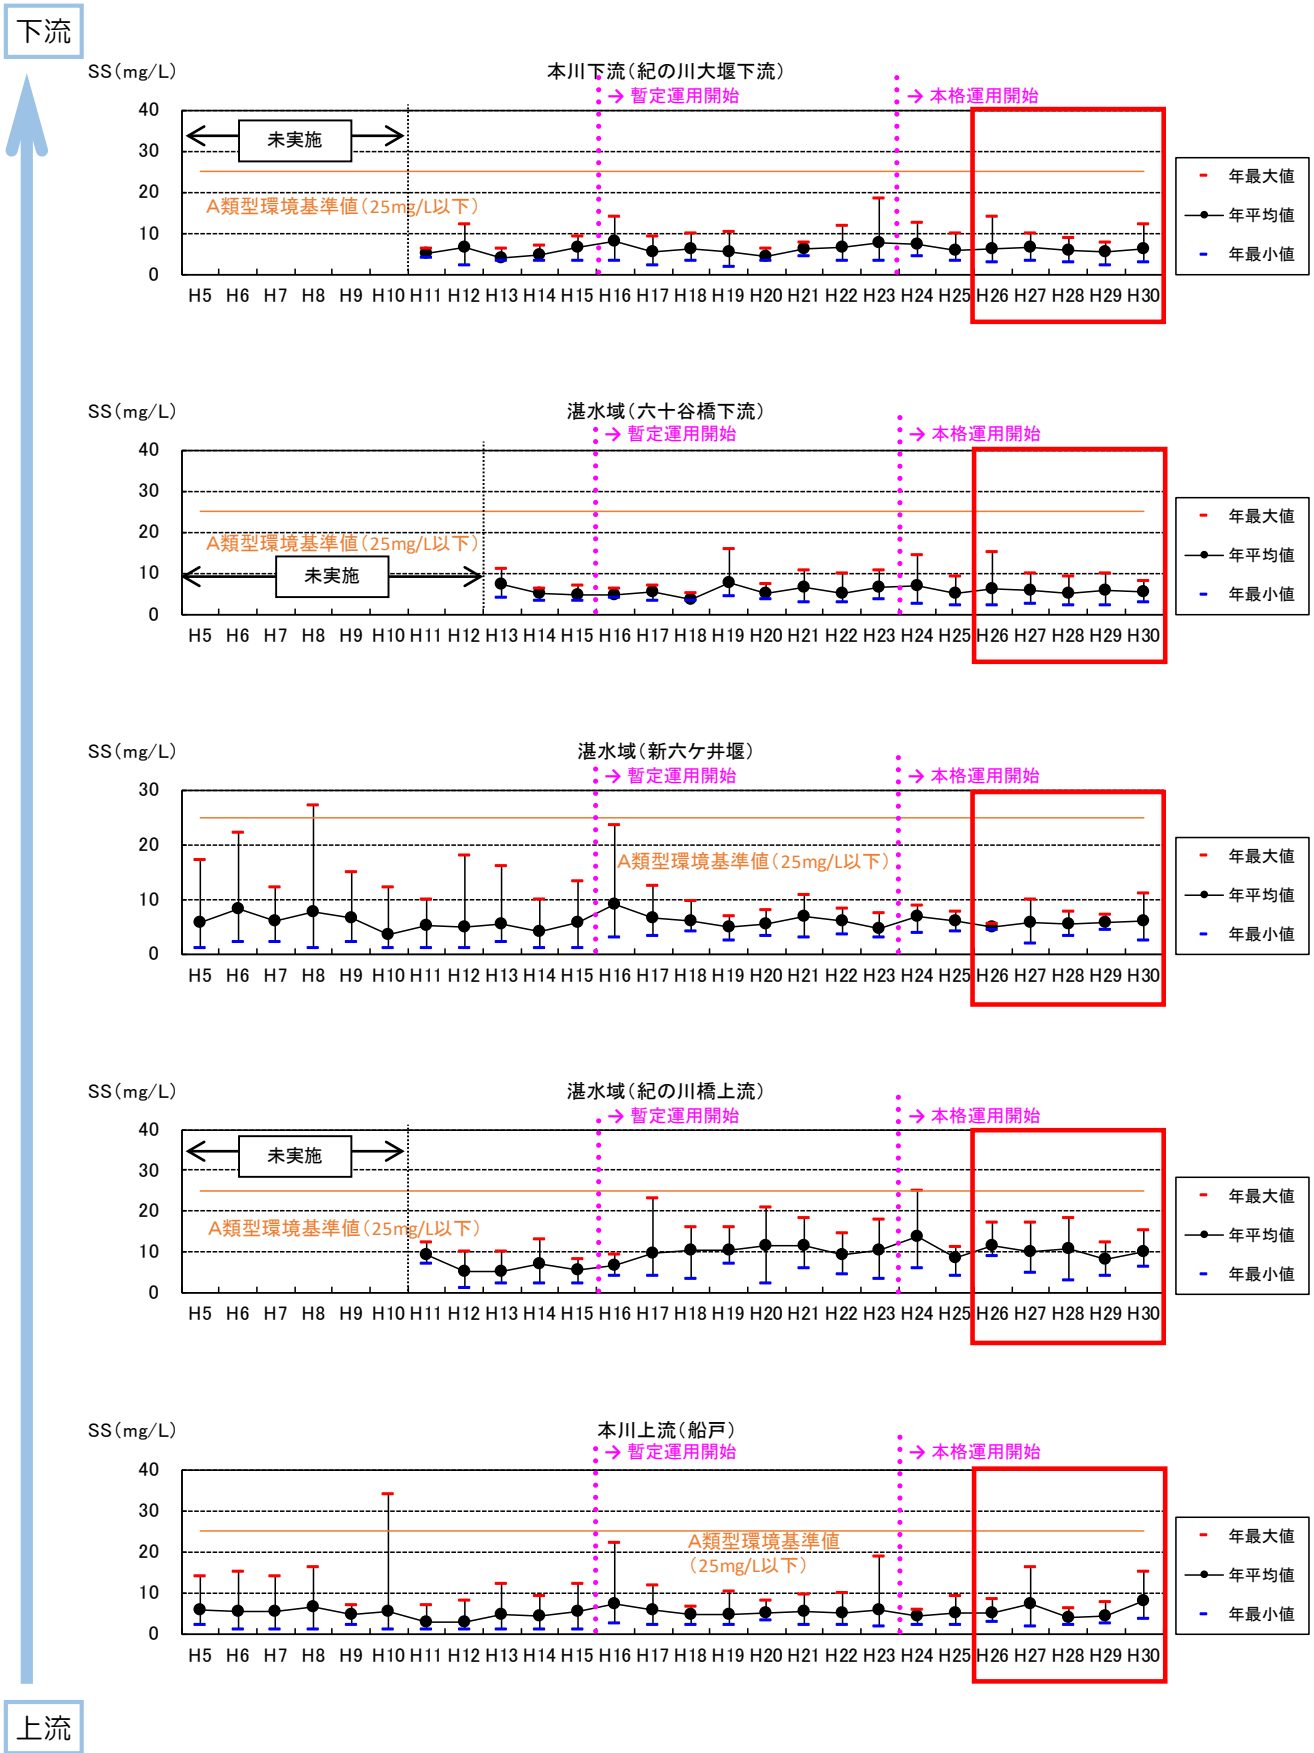 下流
SS(mg/L)
本川下流(紀の川大堰下流)
→ 暫定運用開始
→ 本格運用開始
40
30
20
10
0
未実施
A類型環境基準値(25mg/L以下)
H5 H6 H7 H8 H9 H10 H11 H12 H13 H14 H15 H16 H17 H18 H19 H20 H21 H22 H23 H24 H25 H26 H27 H28 H29 H30
年最大値
年平均値
年最小値
SS(mg/L)
湛水域(六十谷橋下流)
→ 暫定運用開始
→ 本格運用開始
40
30
20
10
0
A類型環境基準値(25mg/L以下)
未実施
H5 H6 H7 H8 H9 H10 H11 H12 H13 H14 H15 H16 H17 H18 H19 H20 H21 H22 H23 H24 H25 H26 H27 H28 H29 H30
年最大値
年平均値
年最小値
SS(mg/L)
湛水域(新六ケ井堰)
→ 暫定運用開始
→ 本格運用開始
30
20
10
0
A類型環境基準値(25mg/L以下)
H5 H6 H7 H8 H9 H10 H11 H12 H13 H14 H15 H16 H17 H18 H19 H20 H21 H22 H23 H24 H25 H26 H27 H28 H29 H30
年最大値
年平均値
年最小値
SS(mg/L)
湛水域(紀の川橋上流)
→ 暫定運用開始
→ 本格運用開始
40
30
20
10
0
未実施
A類型環境基準値(25mg/L以下)
H5 H6 H7 H8 H9 H10 H11 H12 H13 H14 H15 H16 H17 H18 H19 H20 H21 H22 H23 H24 H25 H26 H27 H28 H29 H30
年最大値
年平均値
年最小値
SS(mg/L)
本川上流(船戸)
→ 暫定運用開始
→ 本格運用開始
40
30
20
10
0
A類型環境基準値
(25mg/L以下)
H5 H6 H7 H8 H9 H10 H11 H12 H13 H14 H15 H16 H17 H18 H19 H20 H21 H22 H23 H24 H25 H26 H27 H28 H29 H30
年最大値
年平均値
年最小値
上流